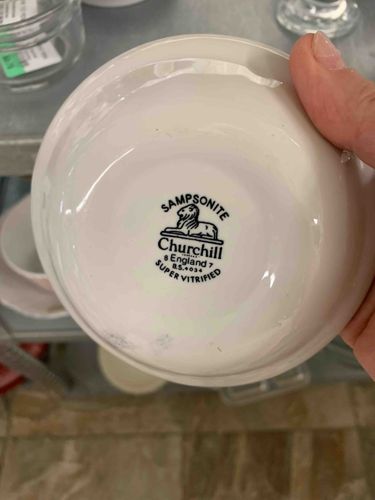 SAMPSONITE
Churchill
8 England 7
B.S.4034
SUPER VITRIFIED